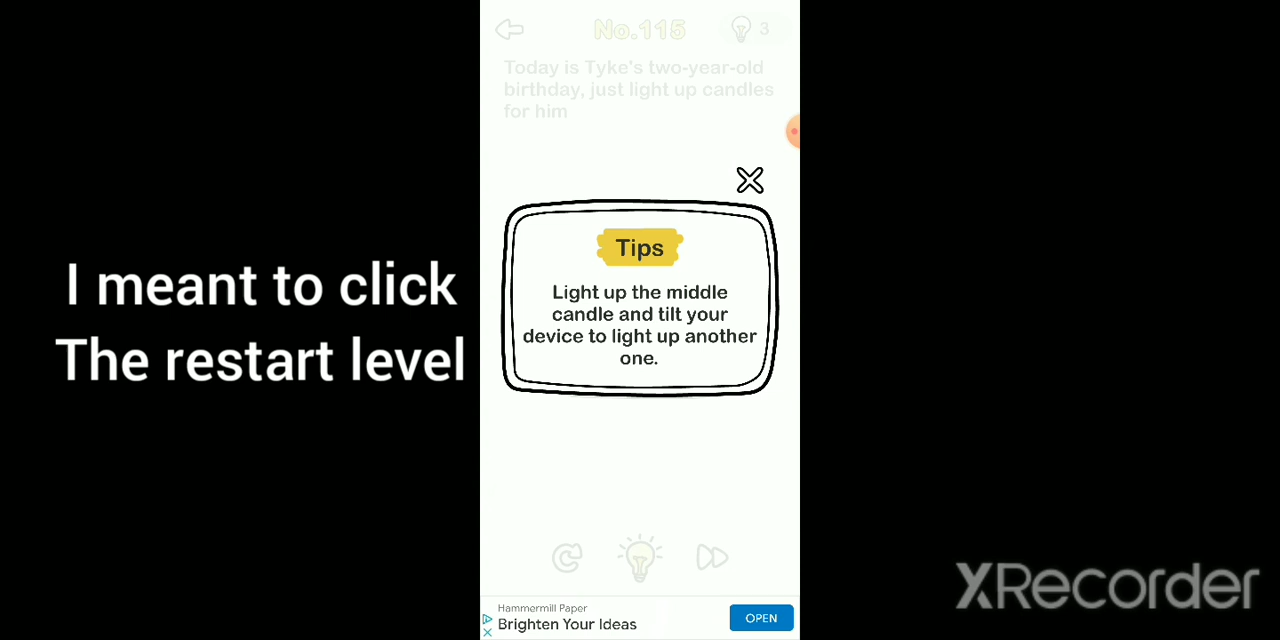 No.115
3
Today is Tyke's two-year-old
birthday, just light up candles
for him
Tips
Light up the middle
candle and tilt your
device to light up another
one.
I meant to click
The restart level
Hammermill Paper
Brighten Your Ideas
OPEN
XRecorder